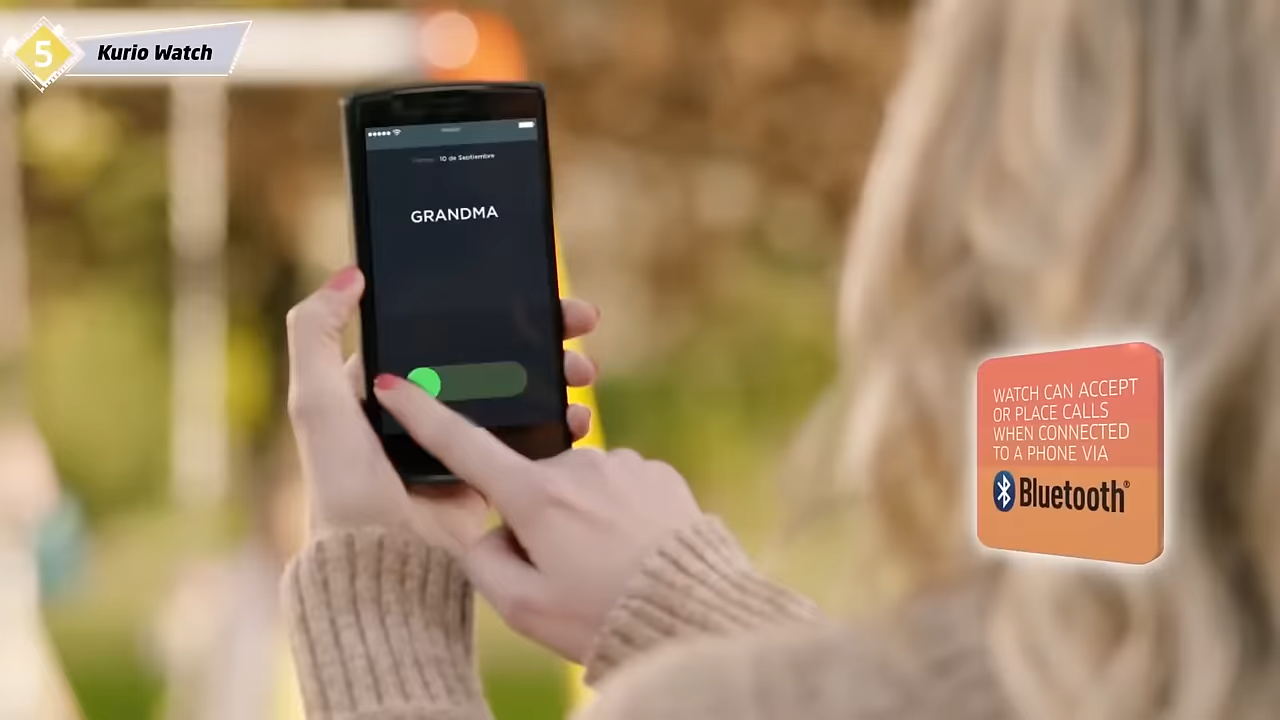 5
Kurio Watch
10 de Septiembre
GRANDMA
WATCH CAN ACCEPT
OR PLACE CALLS
WHEN CONNECTED
TO A PHONE VIA
Bluetooth®